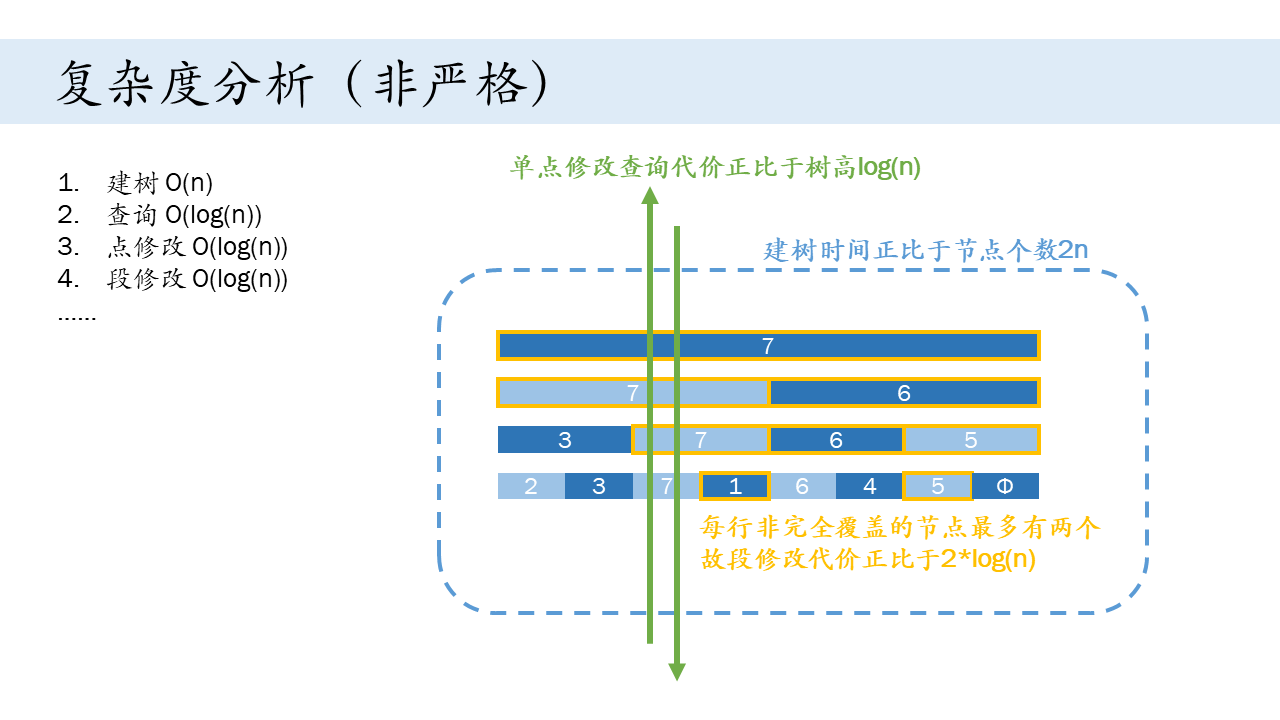 复杂度分析（非严格）
1. 建树 O(n)
2. 查询 O(log(n))
3. 点修改 O(log(n))
4. 段修改 O(log(n))
……
单点修改查询代价正比于树高log(n)
建树时间正比于节点个数2n
7
7 6
3 7 6 5
2 3 7 1 6 4 5 Φ
每行非完全覆盖的节点最多有两个
故段修改代价正比于2*log(n)